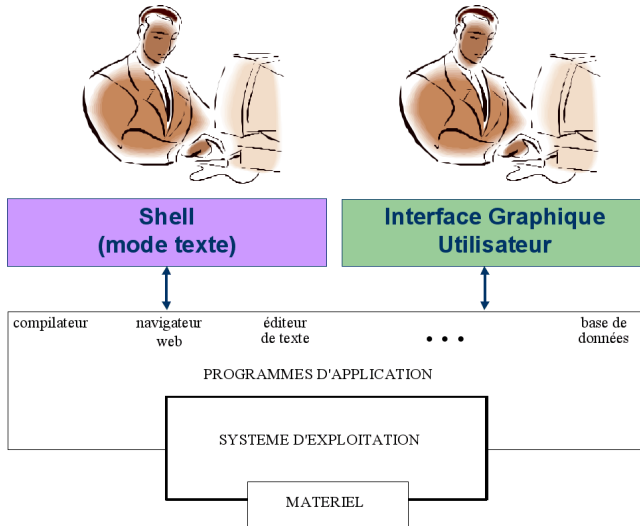 Shell
(mode texte)
Interface Graphique
Utilisateur
compilateur
navigateur
web
éditeur
de texte
• • •
base de
données
PROGRAMMES D'APPLICATION
SYSTEME D'EXPLOITATION
MATERIEL